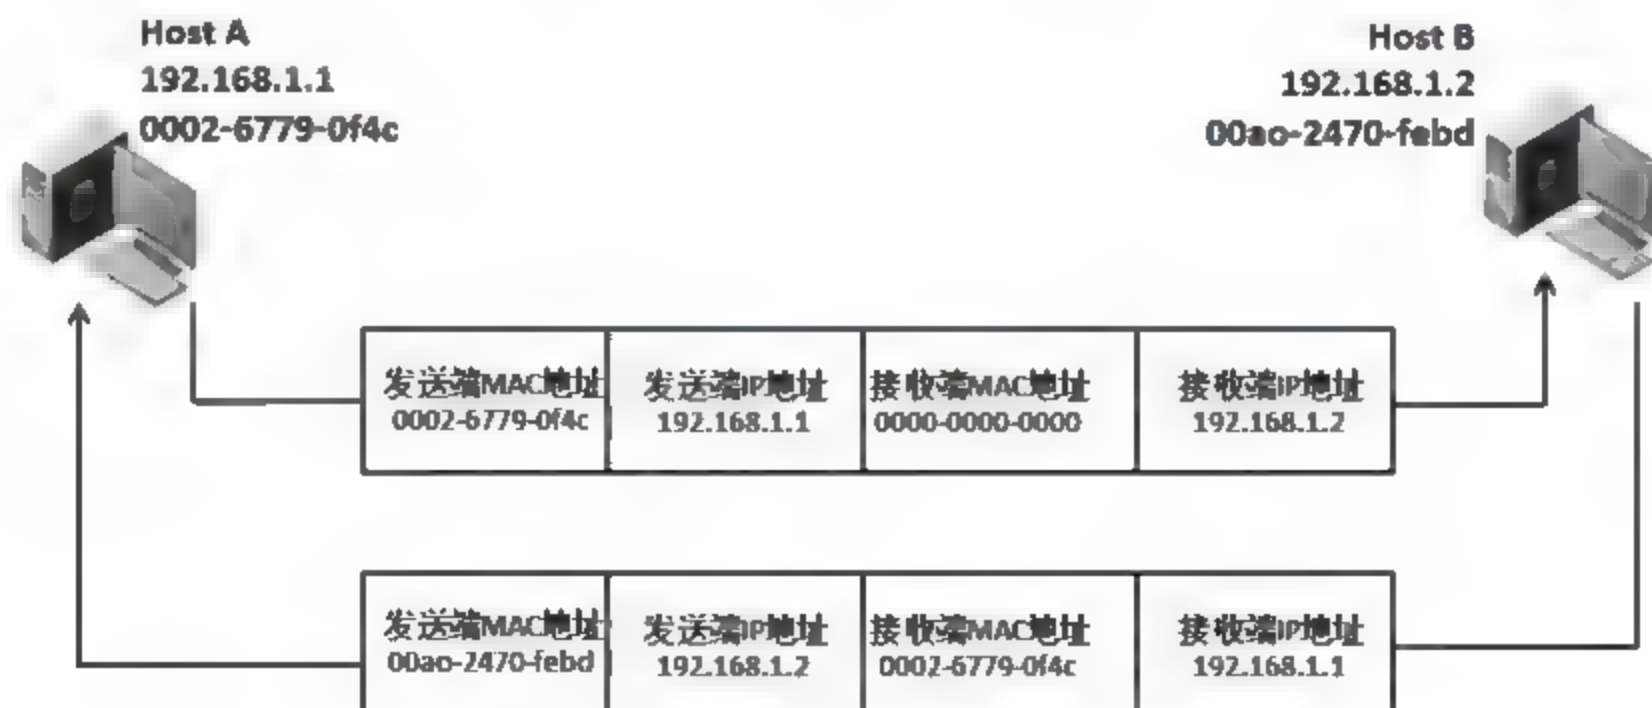 Host A
192.168.1.1
0002-6779-0f4c
Host B
192.168.1.2
00ao-2470-febd
发送端MAC地址
0002-6779-0f4c
发送端IP地址
192.168.1.1
接收端MAC地址
0000-0000-0000
接收端IP地址
192.168.1.2
发送端MAC地址
00ao-2470-febd
发送端IP地址
192.168.1.2
接收端MAC地址
0002-6779-0f4c
接收端IP地址
192.168.1.1